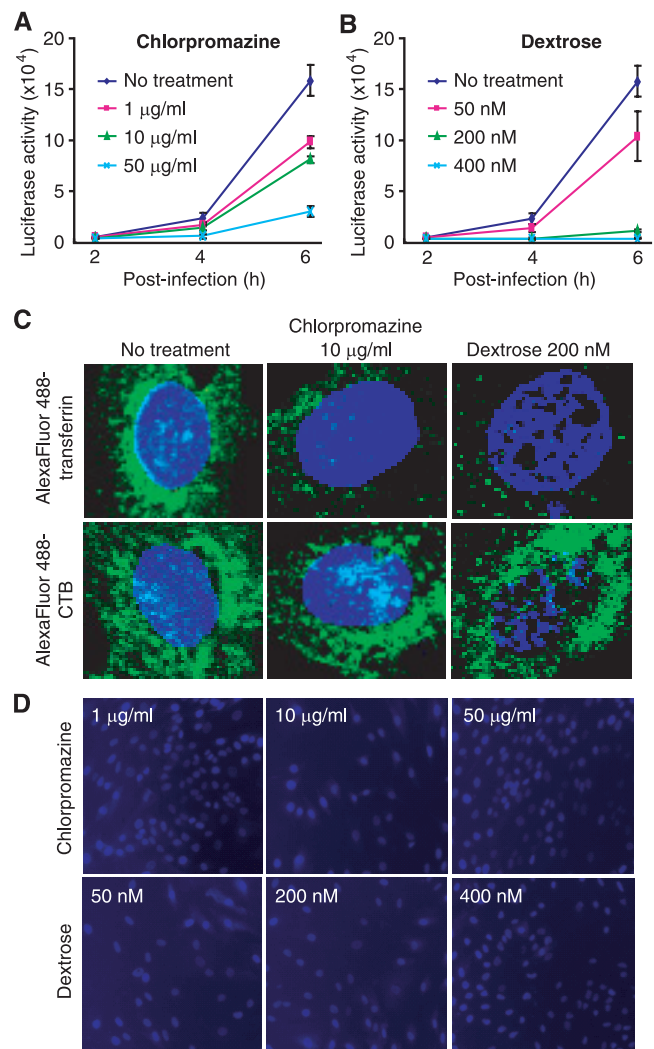 A
Chlorpromazine
Luciferase activity (x10⁴)
20
15
10
5
0
No treatment
1 μg/ml
10 μg/ml
50 μg/ml
2 4 6
Post-infection (h)
B
Dextrose
Luciferase activity (x10⁴)
20
15
10
5
0
No treatment
50 nM
200 nM
400 nM
2 4 6
Post-infection (h)
C
No treatment
Chlorpromazine
10 μg/ml
Dextrose 200 nM
AlexaFluor 488-
transferrin
AlexaFluor 488-
CTB
D
Chlorpromazine
1 μg/ml
10 μg/ml
50 μg/ml
Dextrose
50 nM
200 nM
400 nM